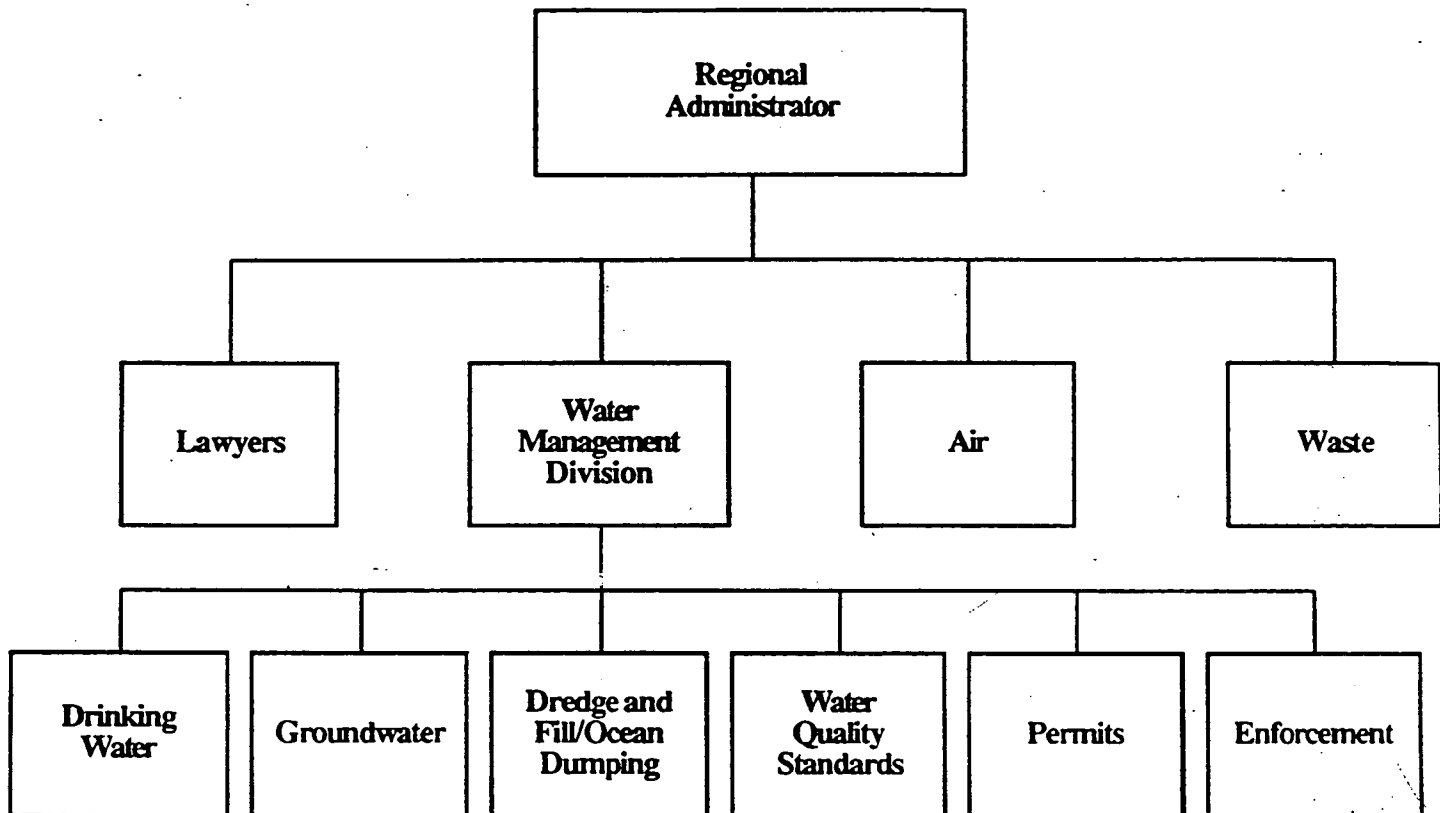 Regional
Administrator
Lawyers
Water
Management
Division
Air
Waste
Drinking
Water
Groundwater
Dredge and
Fill/Ocean
Dumping
Water
Quality
Standards
Permits
Enforcement